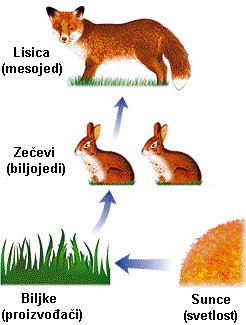 Lisica
(mesojed)
Zečevi
(biljojedi)
Biljke
(proizvođači)
Sunce
(svetlost)